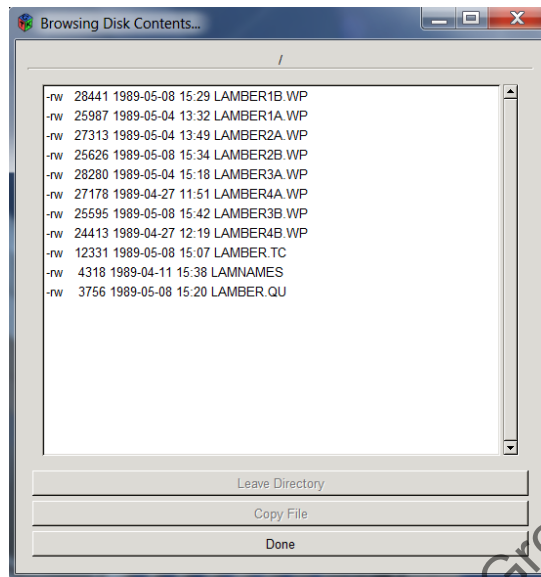 Browsing Disk Contents...
/
-rw 28441 1989-05-08 15:29 LAMBER1B.WP
-rw 25987 1989-05-04 13:32 LAMBER1A.WP
-rw 27313 1989-05-04 13:49 LAMBER2A.WP
-rw 25626 1989-05-08 15:34 LAMBER2B.WP
-rw 28280 1989-05-04 15:18 LAMBER3A.WP
-rw 27178 1989-04-27 11:51 LAMBER4A.WP
-rw 25595 1989-05-08 15:42 LAMBER3B.WP
-rw 24413 1989-04-27 12:19 LAMBER4B.WP
-rw 12331 1989-05-08 15:07 LAMBER.TC
-rw 4318 1989-04-11 15:38 LAMNAMES
-rw 3756 1989-05-08 15:20 LAMBER.QU
Leave Directory
Copy File
Done